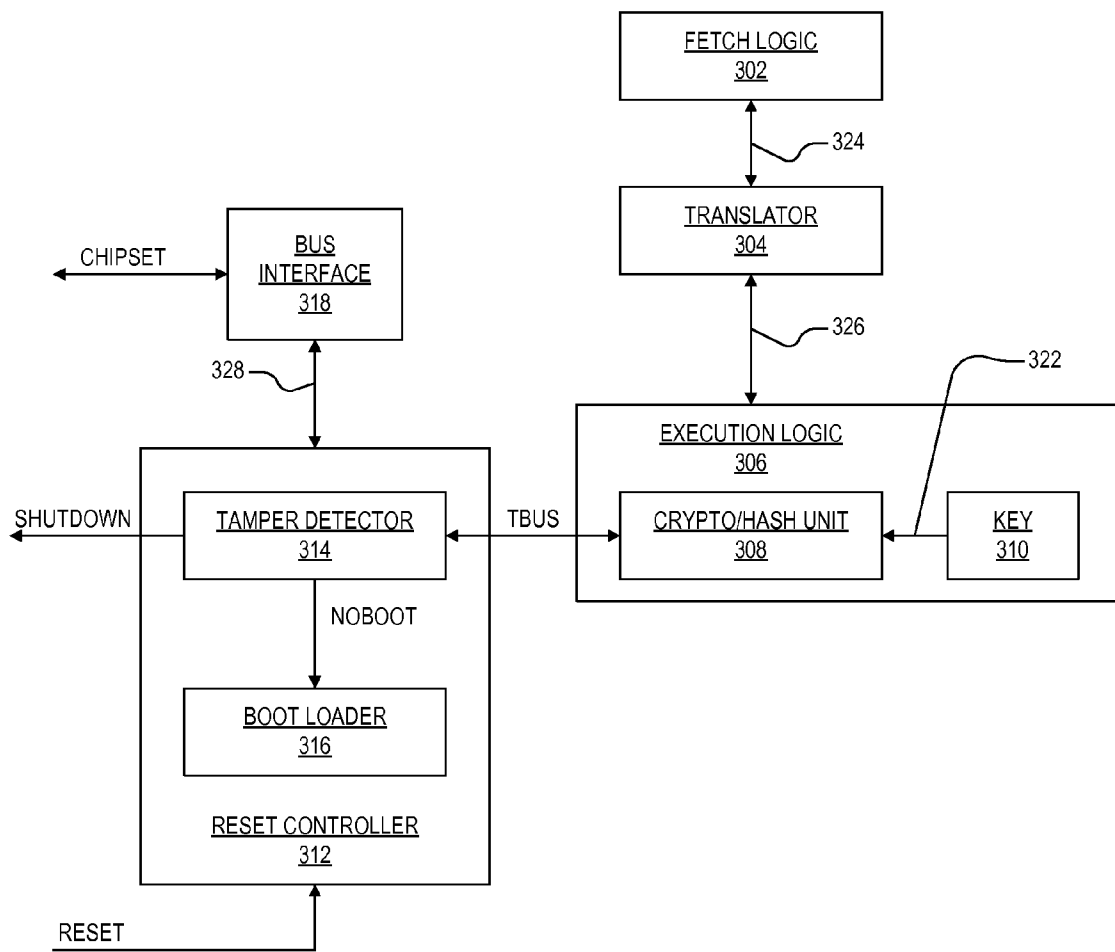 FETCH LOGIC
302
324
TRANSLATOR
304
BUS
INTERFACE
318
CHIPSET
326
328
322
EXECUTION LOGIC
306
SHUTDOWN
TAMPER DETECTOR
314
TBUS
CRYPTO/HASH UNIT
308
KEY
310
NOBOOT
BOOT LOADER
316
RESET CONTROLLER
312
RESET